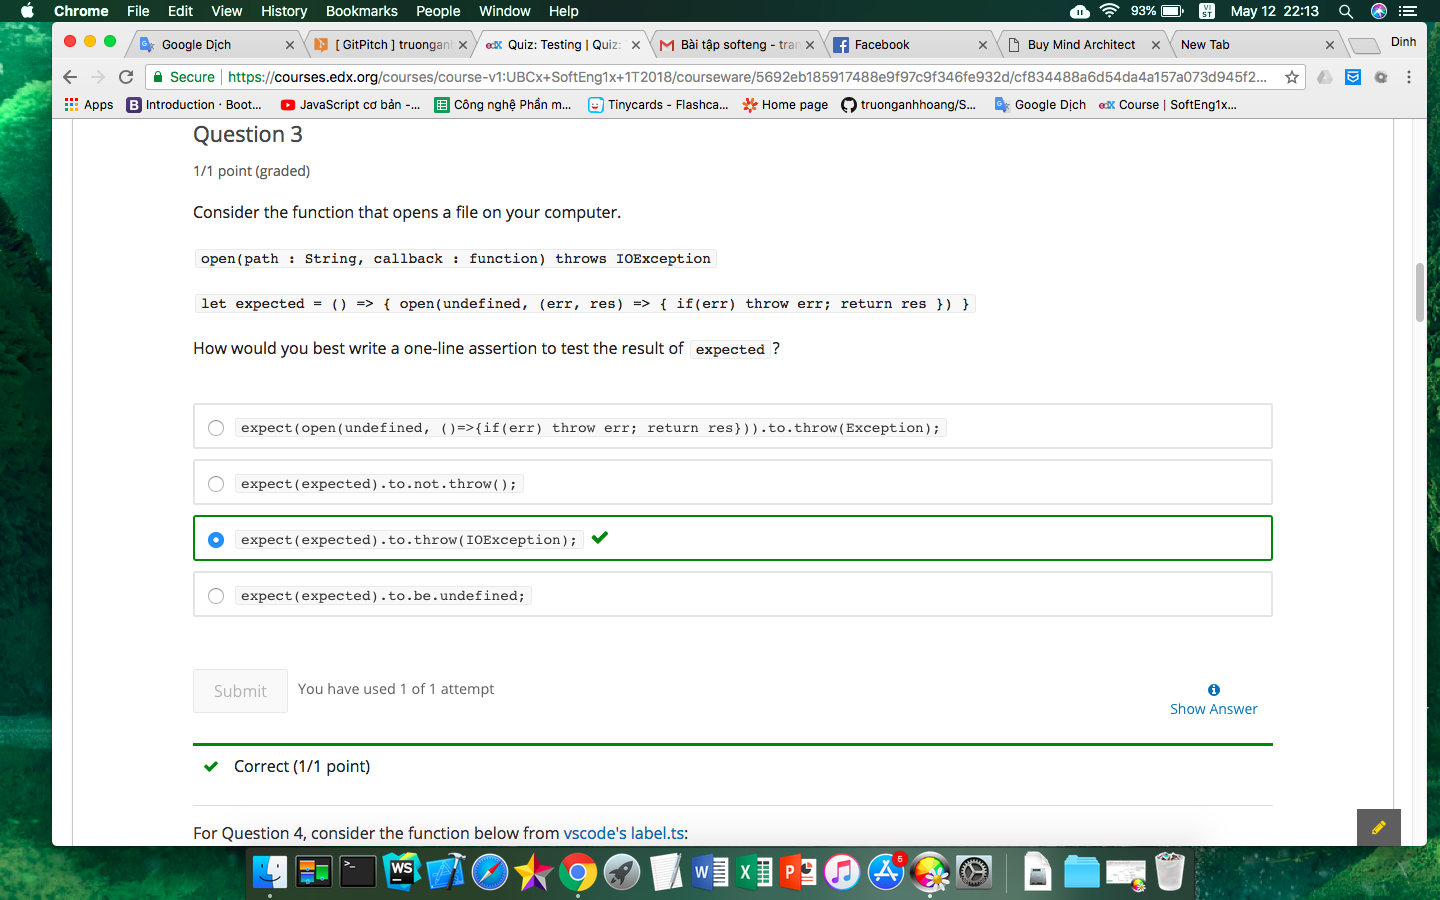 Chrome File Edit View History Bookmarks People Window Help 93% VI ST May 12 22:13
Google Dịch [ GitPitch ] truongan edX Quiz: Testing | Quiz: Bài tập softeng - tran Facebook Buy Mind Architect New Tab Dinh
Secure https://courses.edx.org/courses/course-v1:UBCx+SoftEng1x+1T2018/courseware/5692eb185917488e9f97c9f346fe932d/cf834488a6d54da4a157a073d945f2...
Apps B Introduction · Boot... JavaScript cơ bản -... Công nghệ Phần m... Tinycards - Flashca... Home page truonganhhoang/S... Google Dịch edX Course | SoftEng1x...
Question 3
1/1 point (graded)
Consider the function that opens a file on your computer.
open(path : String, callback : function) throws IOException
let expected = () => { open(undefined, (err, res) => { if(err) throw err; return res }) }
How would you best write a one-line assertion to test the result of expected ?
expect(open(undefined, ()=>{if(err) throw err; return res})).to.throw(Exception);
expect(expected).to.not.throw();
expect(expected).to.throw(IOException);
expect(expected).to.be.undefined;
Submit You have used 1 of 1 attempt
Show Answer
Correct (1/1 point)
For Question 4, consider the function below from vscode's label.ts:
WS W X P 5